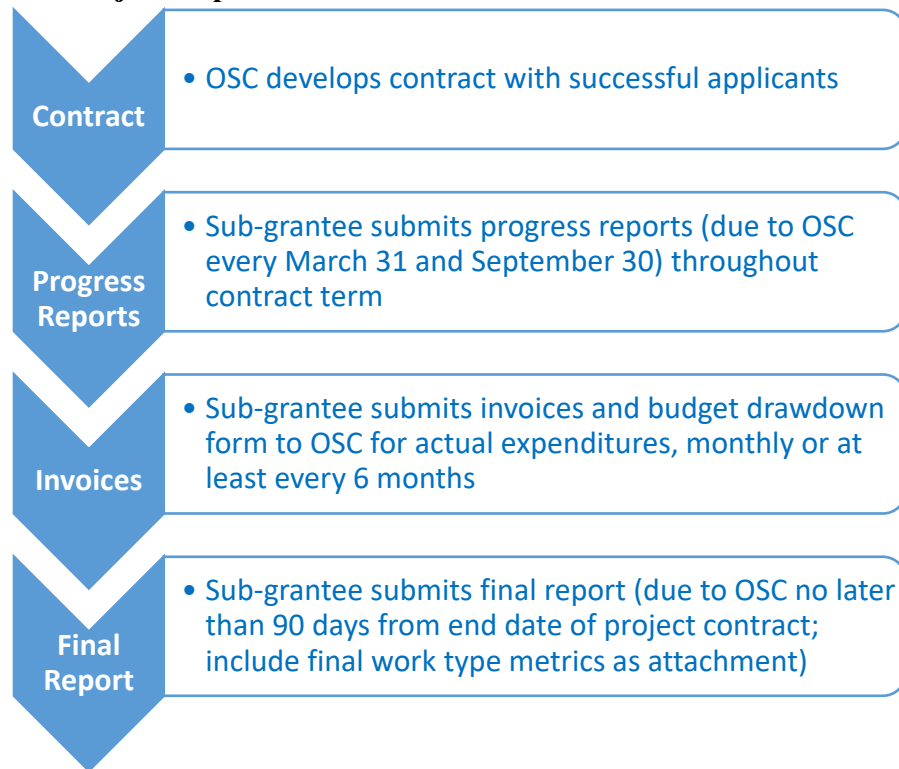 Contract
• OSC develops contract with successful applicants
Progress
Reports
• Sub-grantee submits progress reports (due to OSC
every March 31 and September 30) throughout
contract term
Invoices
• Sub-grantee submits invoices and budget drawdown
form to OSC for actual expenditures, monthly or at
least every 6 months
Final
Report
• Sub-grantee submits final report (due to OSC no later
than 90 days from end date of project contract;
include final work type metrics as attachment)